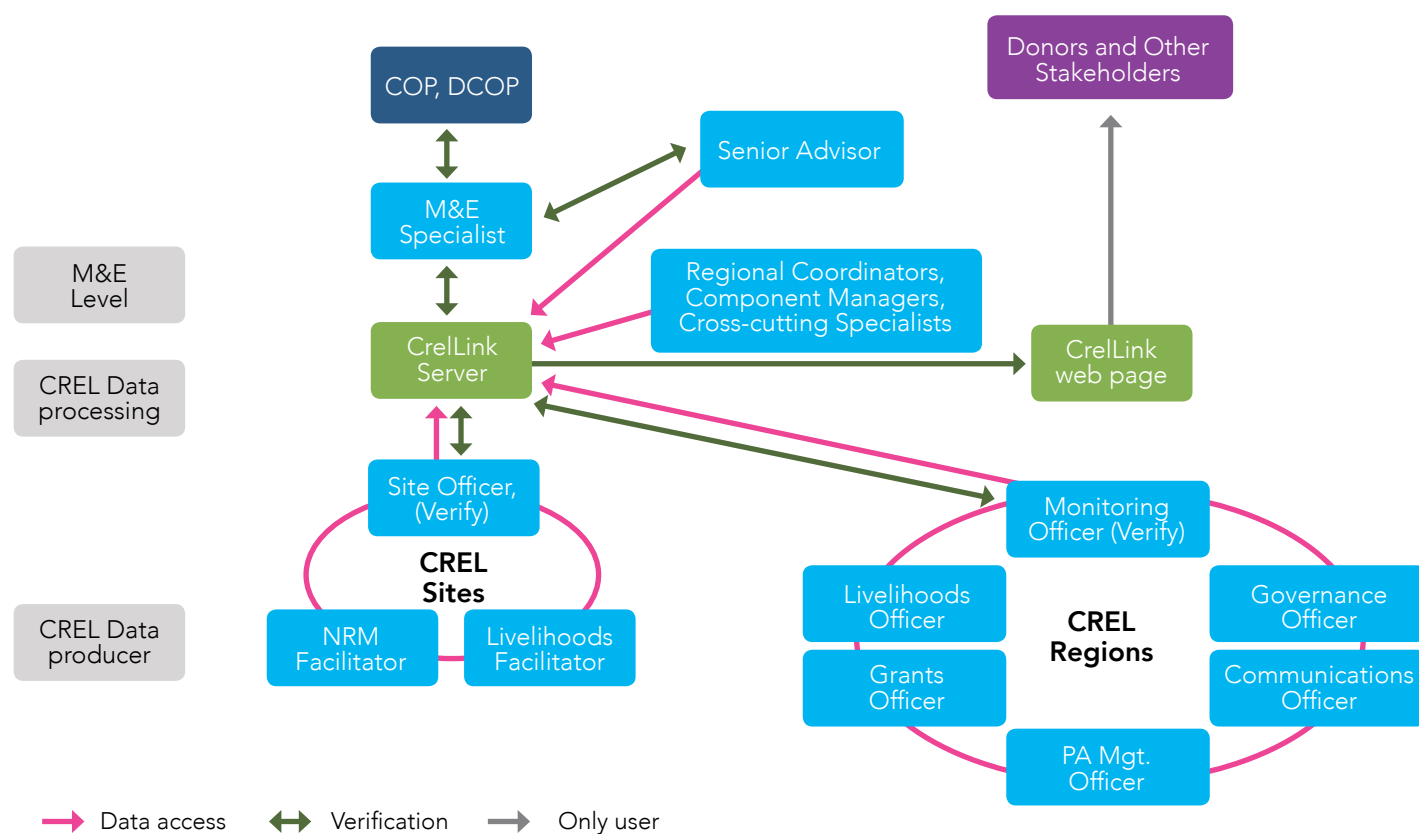 COP, DCOP
Donors and Other
Stakeholders
Senior Advisor
M&E
Specialist
M&E
Level
Regional Coordinators,
Component Managers,
Cross-cutting Specialists
CrelLink
Server
CrelLink
web page
CREL Data
processing
Site Officer,
(Verify)
CREL
Sites
NRM
Facilitator
Livelihoods
Facilitator
CREL Data
producer
Monitoring
Officer (Verify)
Livelihoods
Officer
Governance
Officer
CREL
Regions
Grants
Officer
Communications
Officer
PA Mgt.
Officer
Data access
Verification
Only user